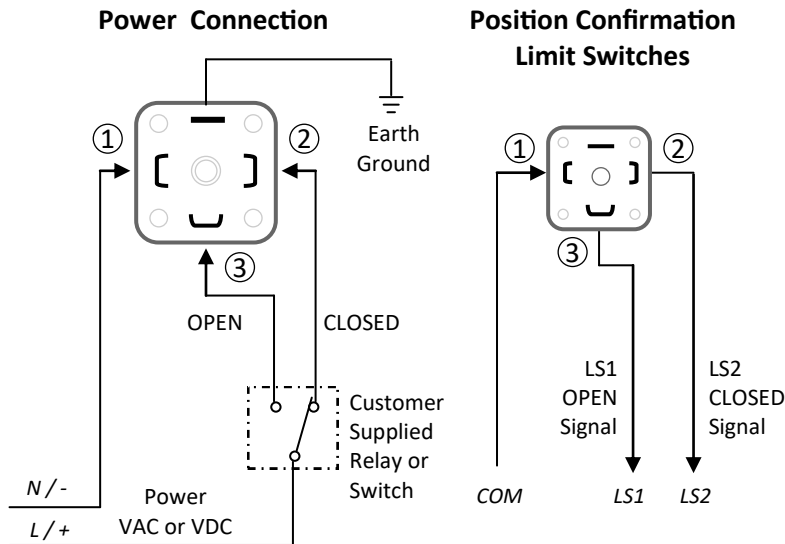 Power Connection
Earth
Ground
①
②
③
OPEN
CLOSED
Customer
Supplied
Relay or
Switch
N / -
L / +
Power
VAC or VDC
Position Confirmation
Limit Switches
①
②
③
LS1
OPEN
Signal
LS2
CLOSED
Signal
COM
LS1
LS2